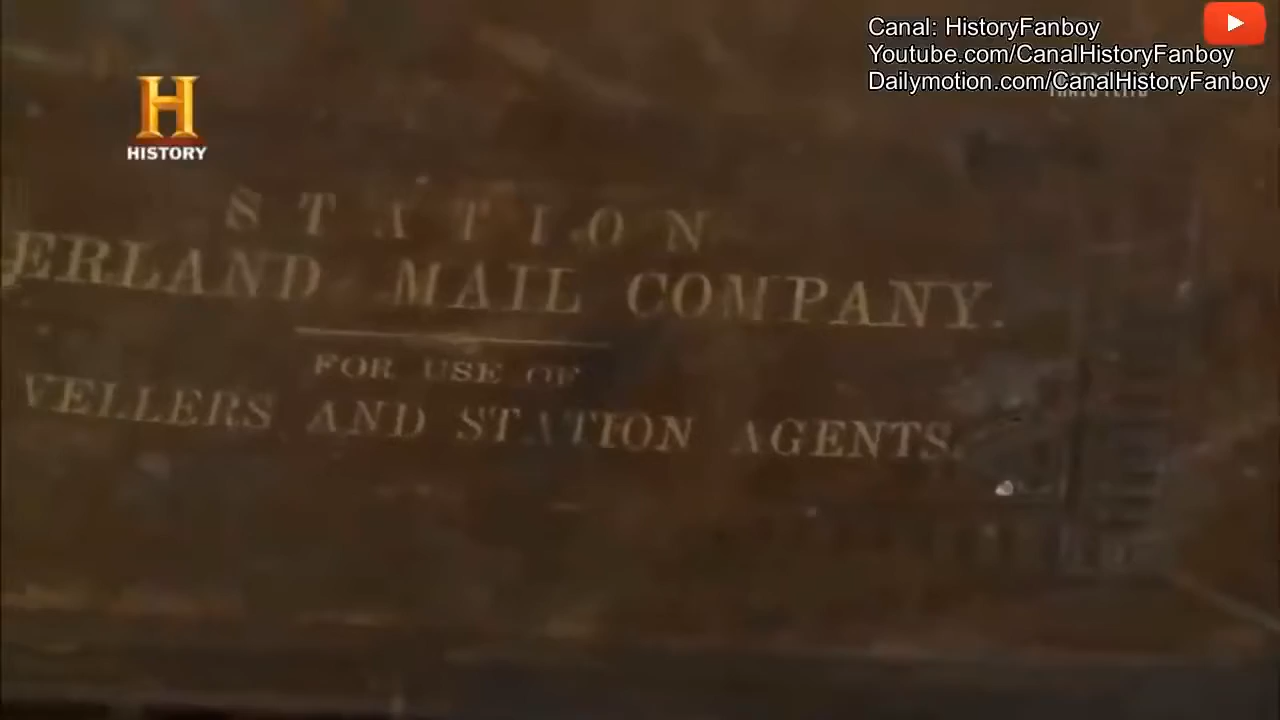 Canal: HistoryFanboy
Youtube.com/CanalHistoryFanboy
Dailymotion.com/CanalHistoryFanboy
H
HISTORY
STATION
ERLAND MAIL COMPANY.
FOR USE OF
VELLERS AND STATION AGENTS.